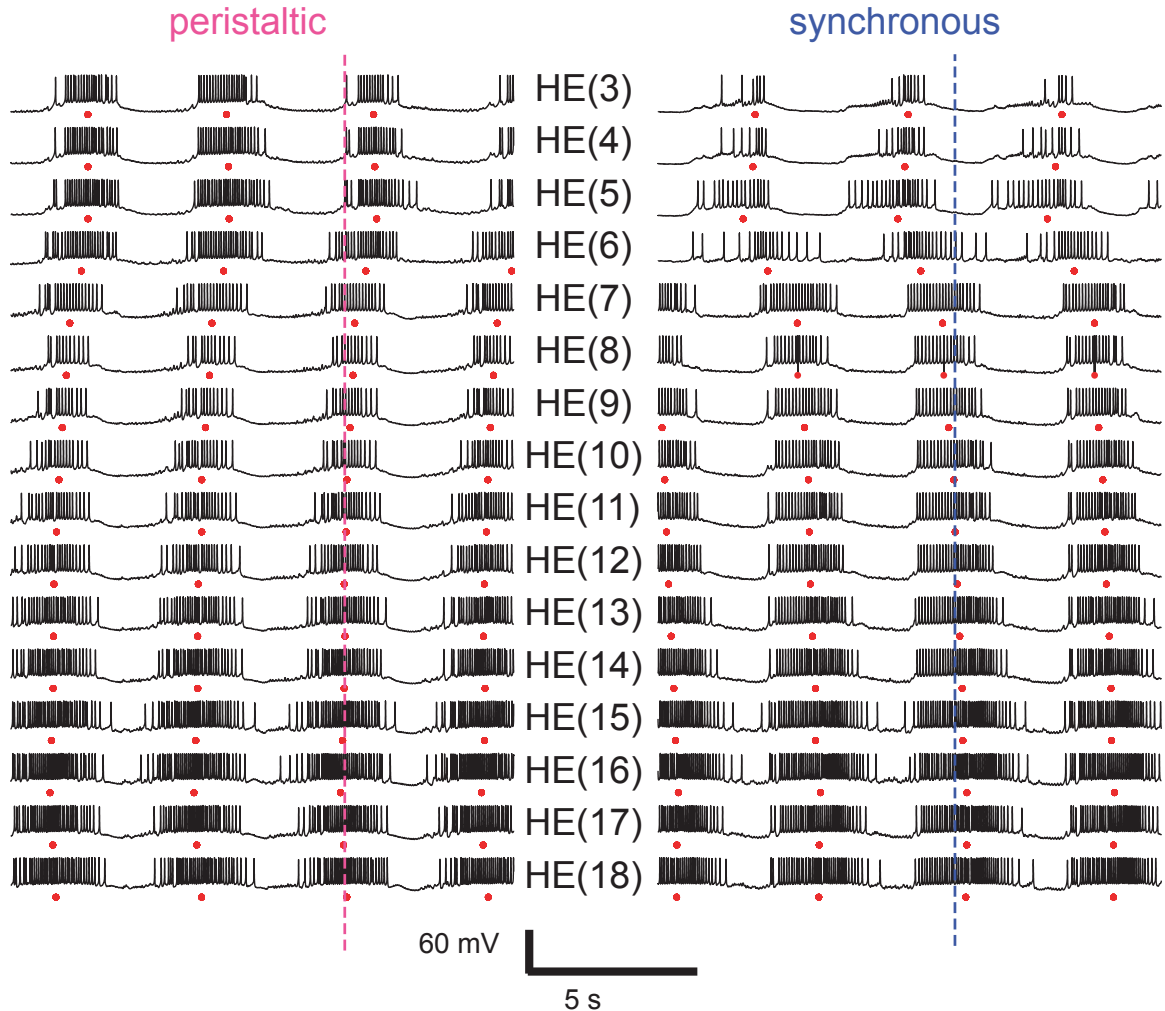 peristaltic
synchronous
HE(3)
HE(4)
HE(5)
HE(6)
HE(7)
HE(8)
HE(9)
HE(10)
HE(11)
HE(12)
HE(13)
HE(14)
HE(15)
HE(16)
HE(17)
HE(18)
60 mV
5 s